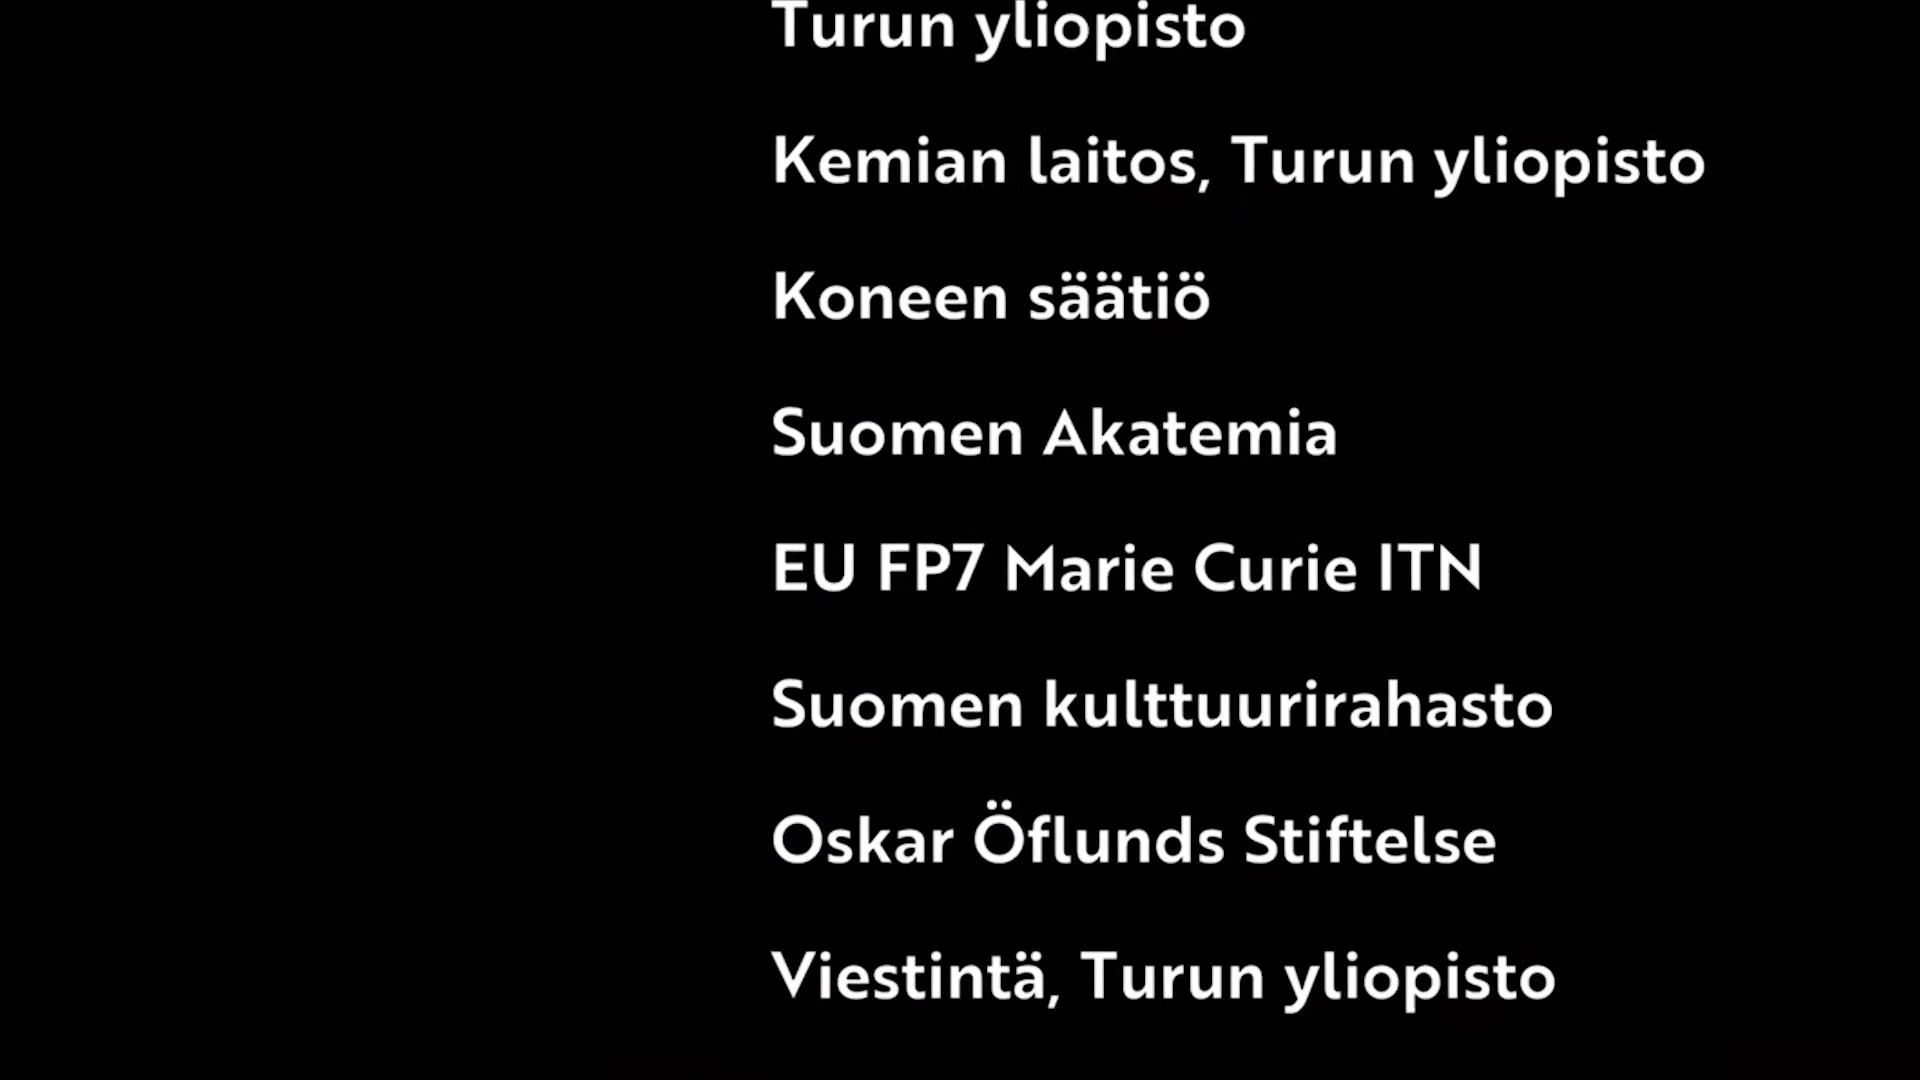 Turun yliopisto
Kemian laitos, Turun yliopisto
Koneen säätiö
Suomen Akatemia
EU FP7 Marie Curie ITN
Suomen kulttuurirahasto
Oskar Öflunds Stiftelse
Viestintä, Turun yliopisto